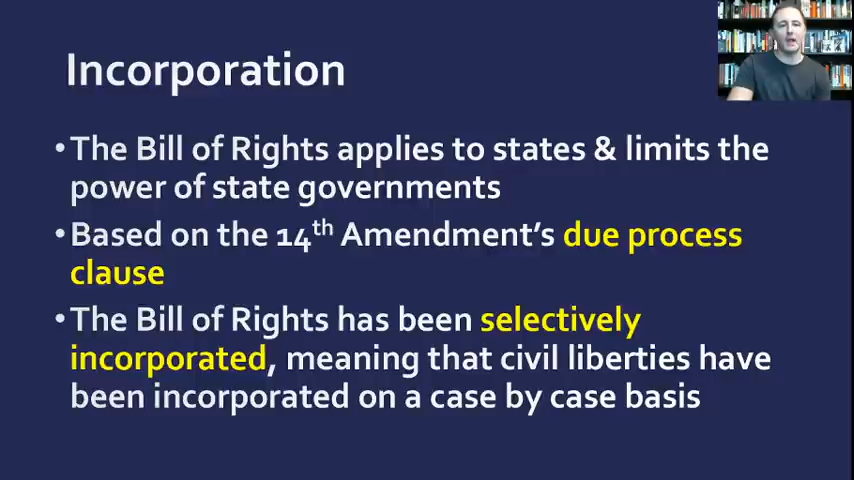 Incorporation
•The Bill of Rights applies to states & limits the
power of state governments
•Based on the 14th Amendment's due process
clause
•The Bill of Rights has been selectively
incorporated, meaning that civil liberties have
been incorporated on a case by case basis